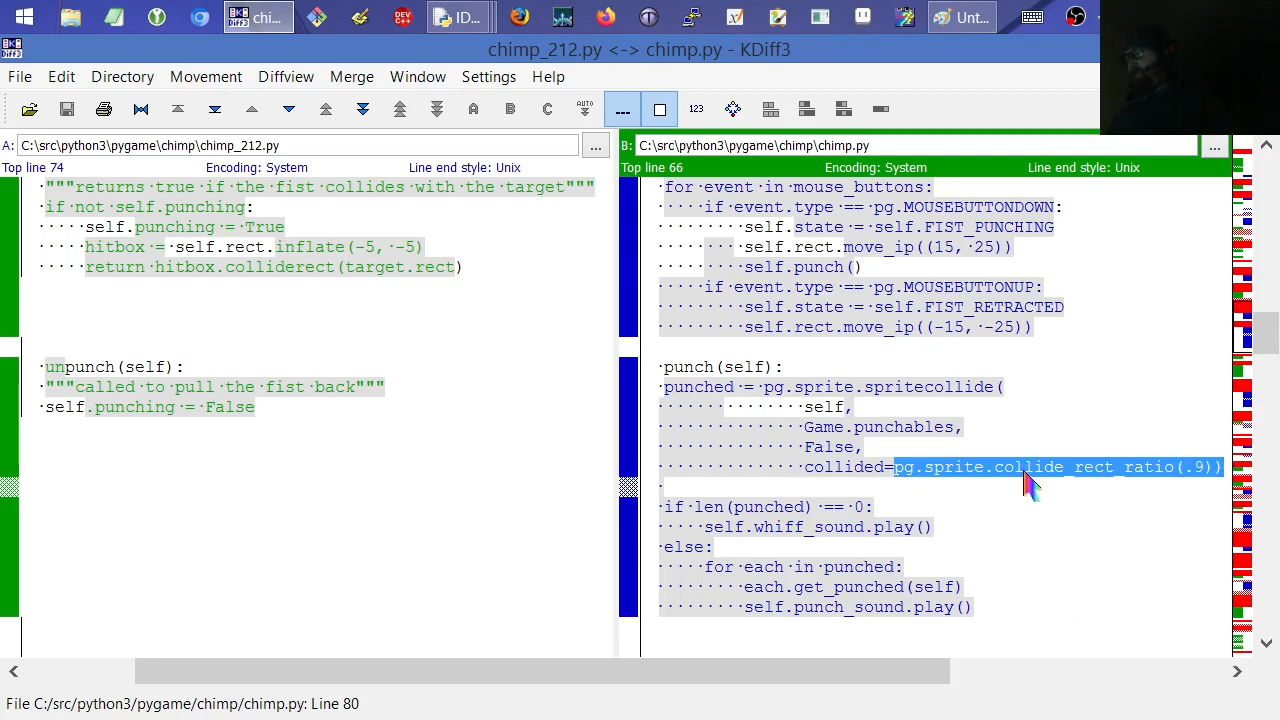 chi...
DEV C++
ID...
Unt...
chimp_212.py <-> chimp.py - KDiff3
File Edit Directory Movement Diffview Merge Window Settings Help
A B C AUTO 123
A: C:\src\python3\pygame\chimp\chimp_212.py ...
B: C:\src\python3\pygame\chimp\chimp.py ...
Top line 74 Encoding: System Line end style: Unix
Top line 66 Encoding: System Line end style: Unix
"""returns·true·if·the·fist·collides·with·the·target"""
if·not·self.punching:
self.punching·=·True
hitbox·=·self.rect.inflate(-5,·-5)
return·hitbox.colliderect(target.rect)
unpunch(self):
"""called·to·pull·the·fist·back"""
self.punching·=·False
for·event·in·mouse_buttons:
if·event.type·==·pg.MOUSEBUTTONDOWN:
self.state·=·self.FIST_PUNCHING
self.rect.move_ip((15,·25))
self.punch()
if·event.type·==·pg.MOUSEBUTTONUP:
self.state·=·self.FIST_RETRACTED
self.rect.move_ip((-15,·-25))
punch(self):
punched·=·pg.sprite.spritecollide(
self,
Game.punchables,
False,
collided=pg.sprite.collide_rect_ratio(.9))
if·len(punched)·==·0:
self.whiff_sound.play()
else:
for·each·in·punched:
each.get_punched(self)
self.punch_sound.play()
File C:/src/python3/pygame/chimp/chimp.py: Line 80